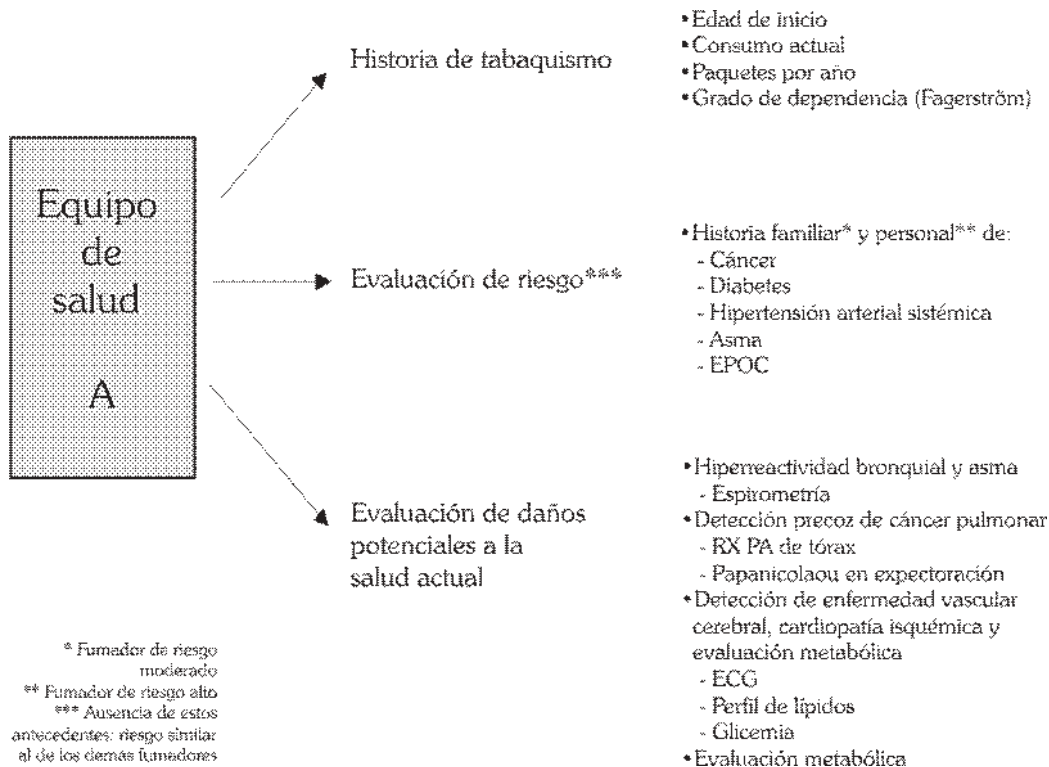 Equipo
de
salud
A
Historia de tabaquismo
•Edad de inicio
•Consumo actual
•Paquetes por año
•Grado de dependencia (Fagerström)
Evaluación de riesgo***
•Historia familiar* y personal** de:
- Cáncer
- Diabetes
- Hipertensión arterial sistémica
- Asma
- EPOC
Evaluación de daños
potenciales a la
salud actual
•Hiperreactividad bronquial y asma
- Espirometría
•Detección precoz de cáncer pulmonar
- RX PA de tórax
- Papanicolaou en expectoración
•Detección de enfermedad vascular
cerebral, cardiopatía isquémica y
evaluación metabólica
- ECG
- Perfil de lípidos
- Glicemia
•Evaluación metabólica
* Fumador de riesgo
moderado
** Fumador de riesgo alto
*** Ausencia de estos
antecedentes: riesgo similar
al de los demás fumadores